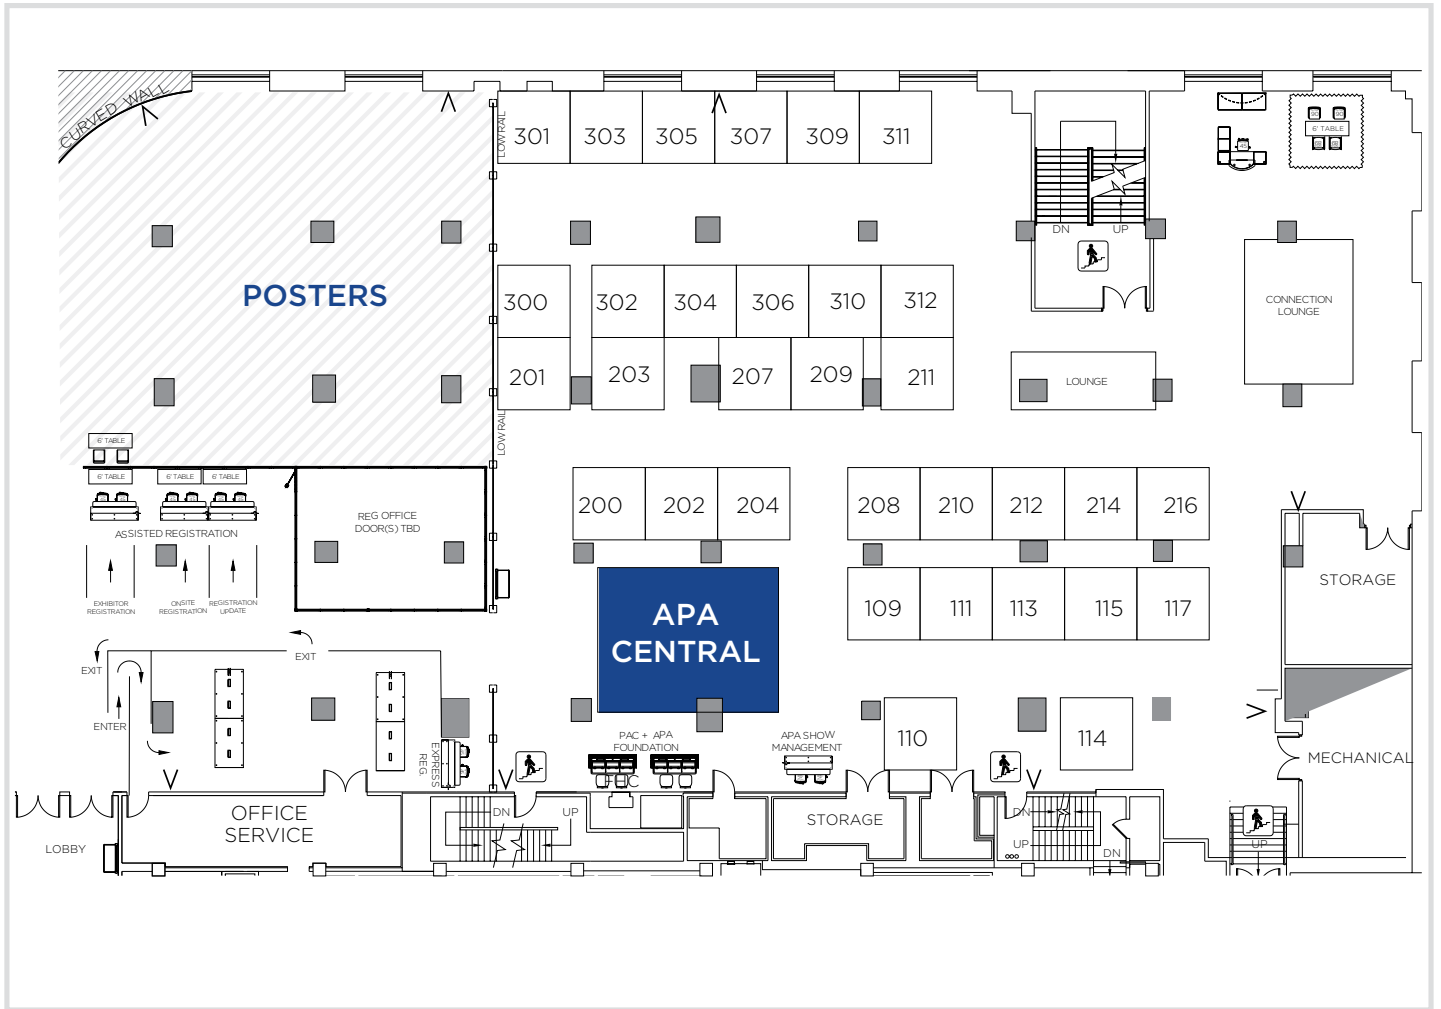 CURVED WALL
LOW RAIL
301
303
305
307
309
311
6' TABLE
DN
UP
POSTERS
300
302
304
306
310
312
CONNECTION
LOUNGE
201
203
207
209
211
LOUNGE
LOW RAIL
6' TABLE
6' TABLE
6' TABLE
6' TABLE
REG OFFICE
DOOR(S) TBD
200
202
204
208
210
212
214
216
ASSISTED REGISTRATION
STORAGE
EXHIBITOR
REGISTRATION
ONSITE
REGISTRATION
REGISTRATION
UPDATE
APA
CENTRAL
109
111
113
115
117
EXIT
EXIT
ENTER
EXPRESS
REG.
PAC + APA
FOUNDATION
APA SHOW
MANAGEMENT
110
114
MECHANICAL
FHC
OFFICE
SERVICE
LOBBY
DN
UP
STORAGE
DN
UP
DN
UP